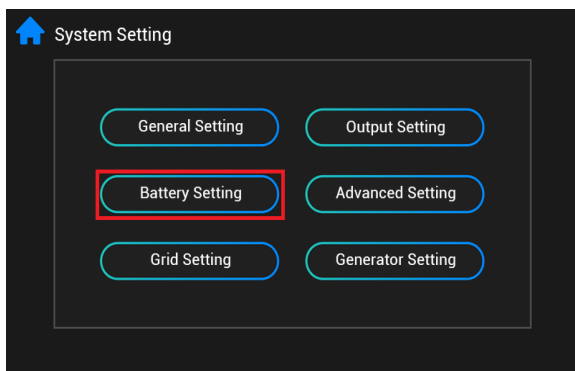 System Setting
General Setting
Output Setting
Battery Setting
Advanced Setting
Grid Setting
Generator Setting